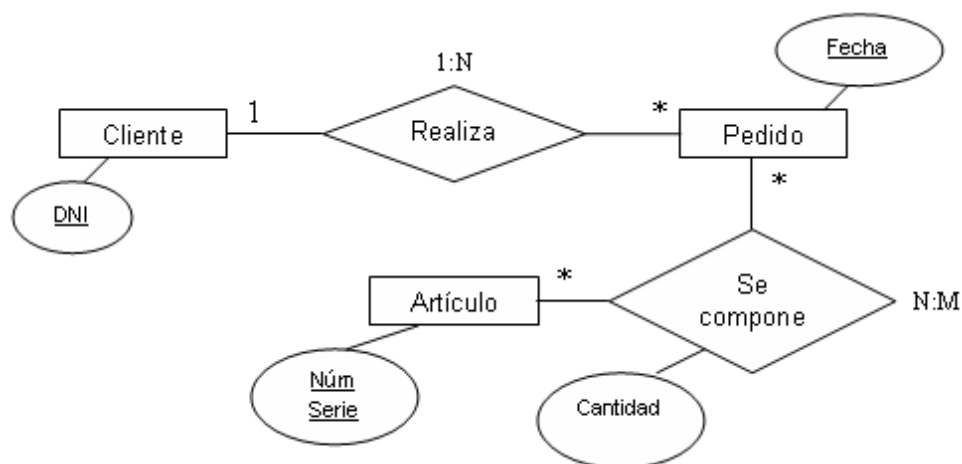 Fecha
1:N
Cliente
1
Realiza
*
Pedido
*
DNI
Artículo
*
Se
compone
N:M
Núm
Serie
Cantidad